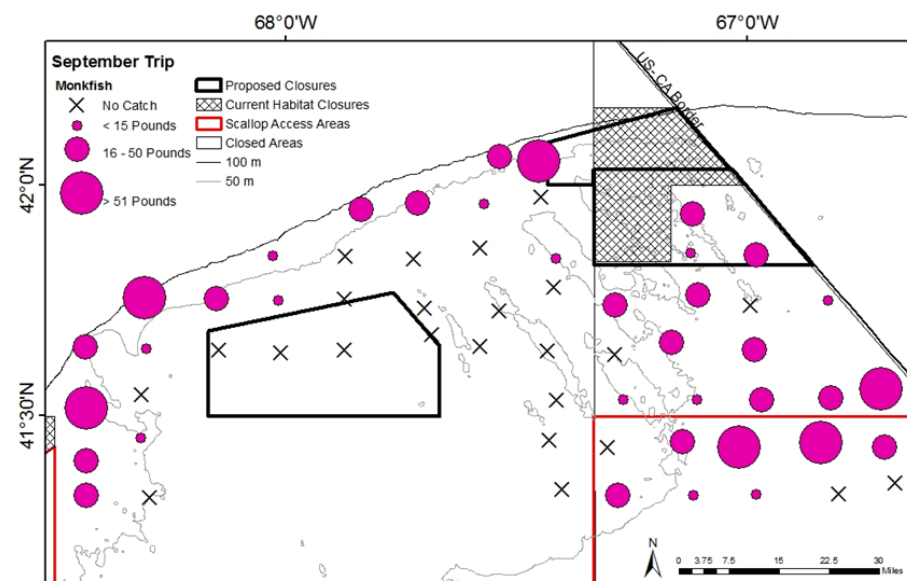 68°0'W
67°0'W
September Trip
Monkfish
No Catch
< 15 Pounds
16 - 50 Pounds
> 51 Pounds
Proposed Closures
Current Habitat Closures
Scallop Access Areas
Closed Areas
100 m
50 m
US- CA Border
42°0'N
41°30'N
N
0 3.75 7.5 15 22.5 30
Miles